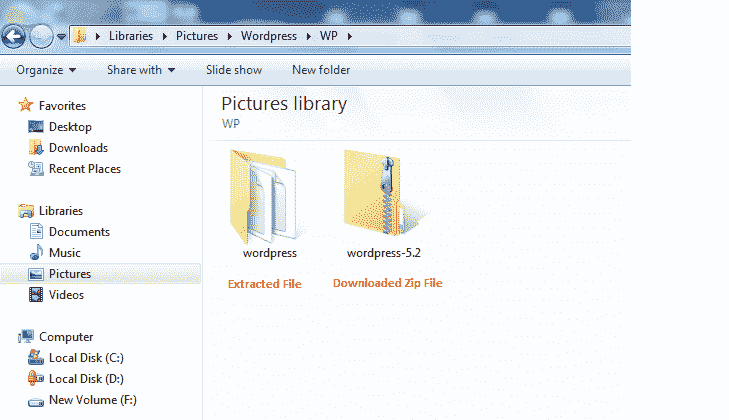 Libraries Pictures Wordpress WP
Organize Share with Slide show New folder
Favorites
Desktop
Downloads
Recent Places
Libraries
Documents
Music
Pictures
Videos
Computer
Local Disk (C:)
Local Disk (D:)
New Volume (F:)
Pictures library
WP
wordpress wordpress-5.2
Extracted File Downloaded Zip File